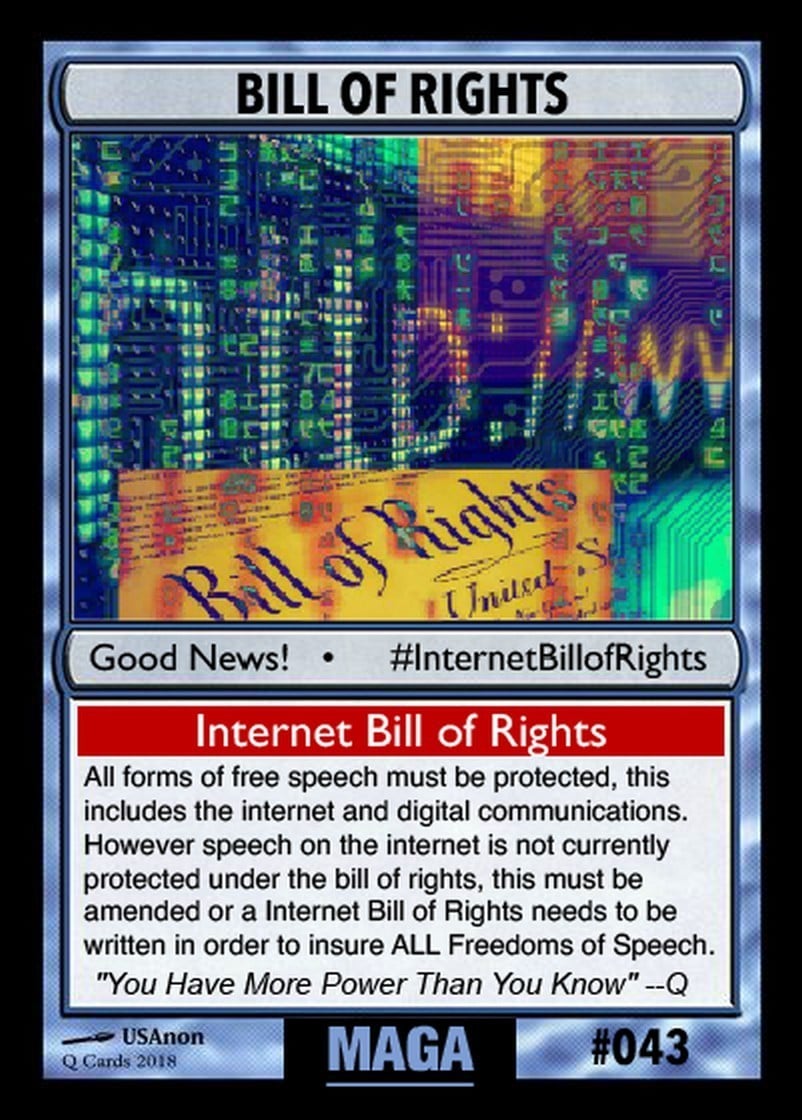 BILL OF RIGHTS
Bill of Rights
United
Good News! • #InternetBillofRights
Internet Bill of Rights
All forms of free speech must be protected, this
includes the internet and digital communications.
However speech on the internet is not currently
protected under the bill of rights, this must be
amended or a Internet Bill of Rights needs to be
written in order to insure ALL Freedoms of Speech.
"You Have More Power Than You Know" --Q
USAnon
Q Cards 2018
MAGA
#043